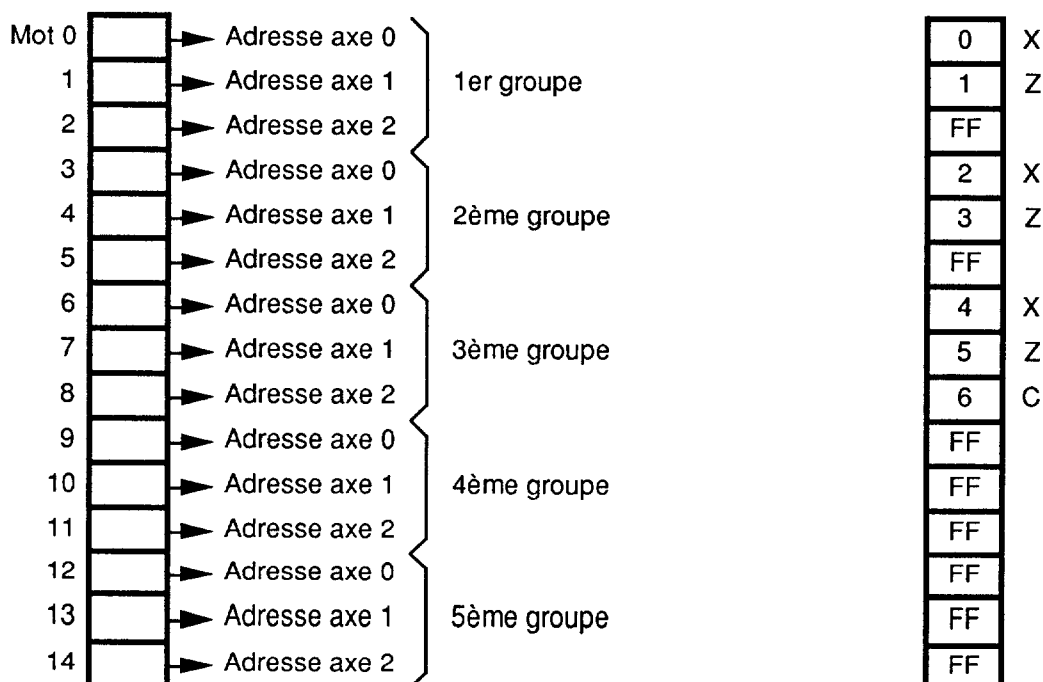 Mot 0 Adresse axe 0 0 X
1 Adresse axe 1 1er groupe 1 Z
2 Adresse axe 2 FF
3 Adresse axe 0 2 X
4 Adresse axe 1 2ème groupe 3 Z
5 Adresse axe 2 FF
6 Adresse axe 0 4 X
7 Adresse axe 1 3ème groupe 5 Z
8 Adresse axe 2 6 C
9 Adresse axe 0 FF
10 Adresse axe 1 4ème groupe FF
11 Adresse axe 2 FF
12 Adresse axe 0 FF
13 Adresse axe 1 5ème groupe FF
14 Adresse axe 2 FF